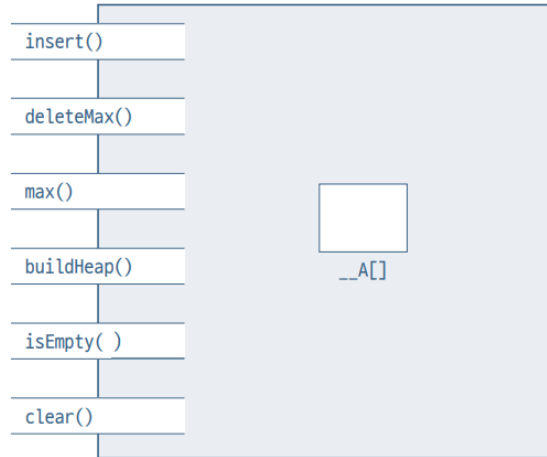 insert()
deleteMax()
max()
__A[]
buildHeap()
isEmpty( )
clear()